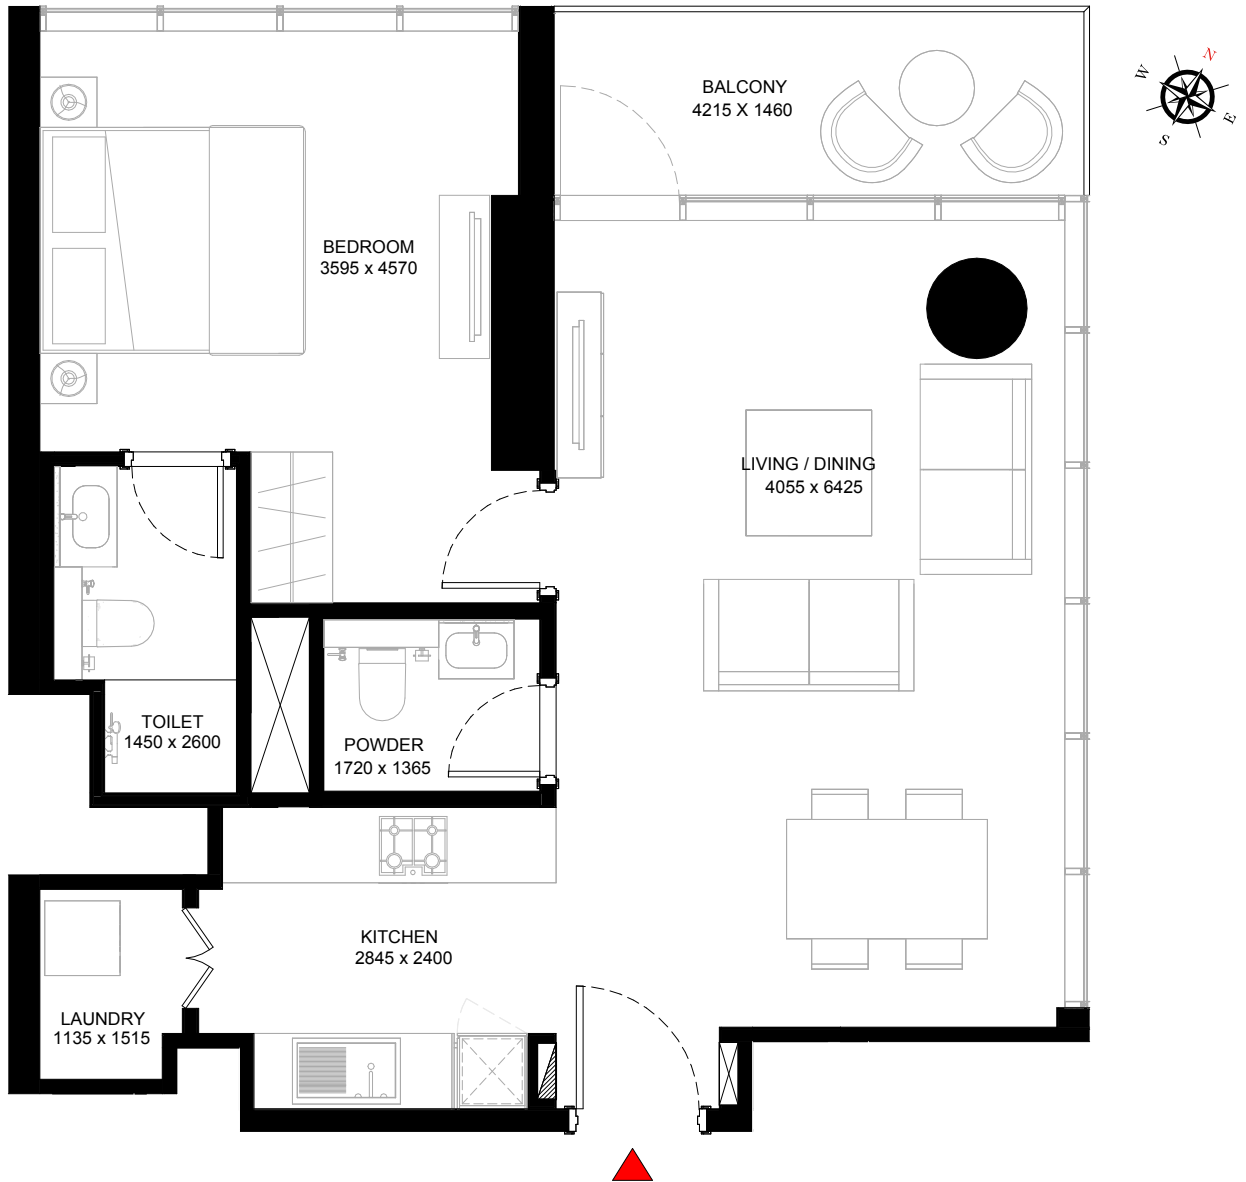 BALCONY
4215 X 1460
N
W
E
S
BEDROOM
3595 x 4570
LIVING / DINING
4055 x 6425
TOILET
1450 x 2600
POWDER
1720 x 1365
KITCHEN
2845 x 2400
LAUNDRY
1135 x 1515